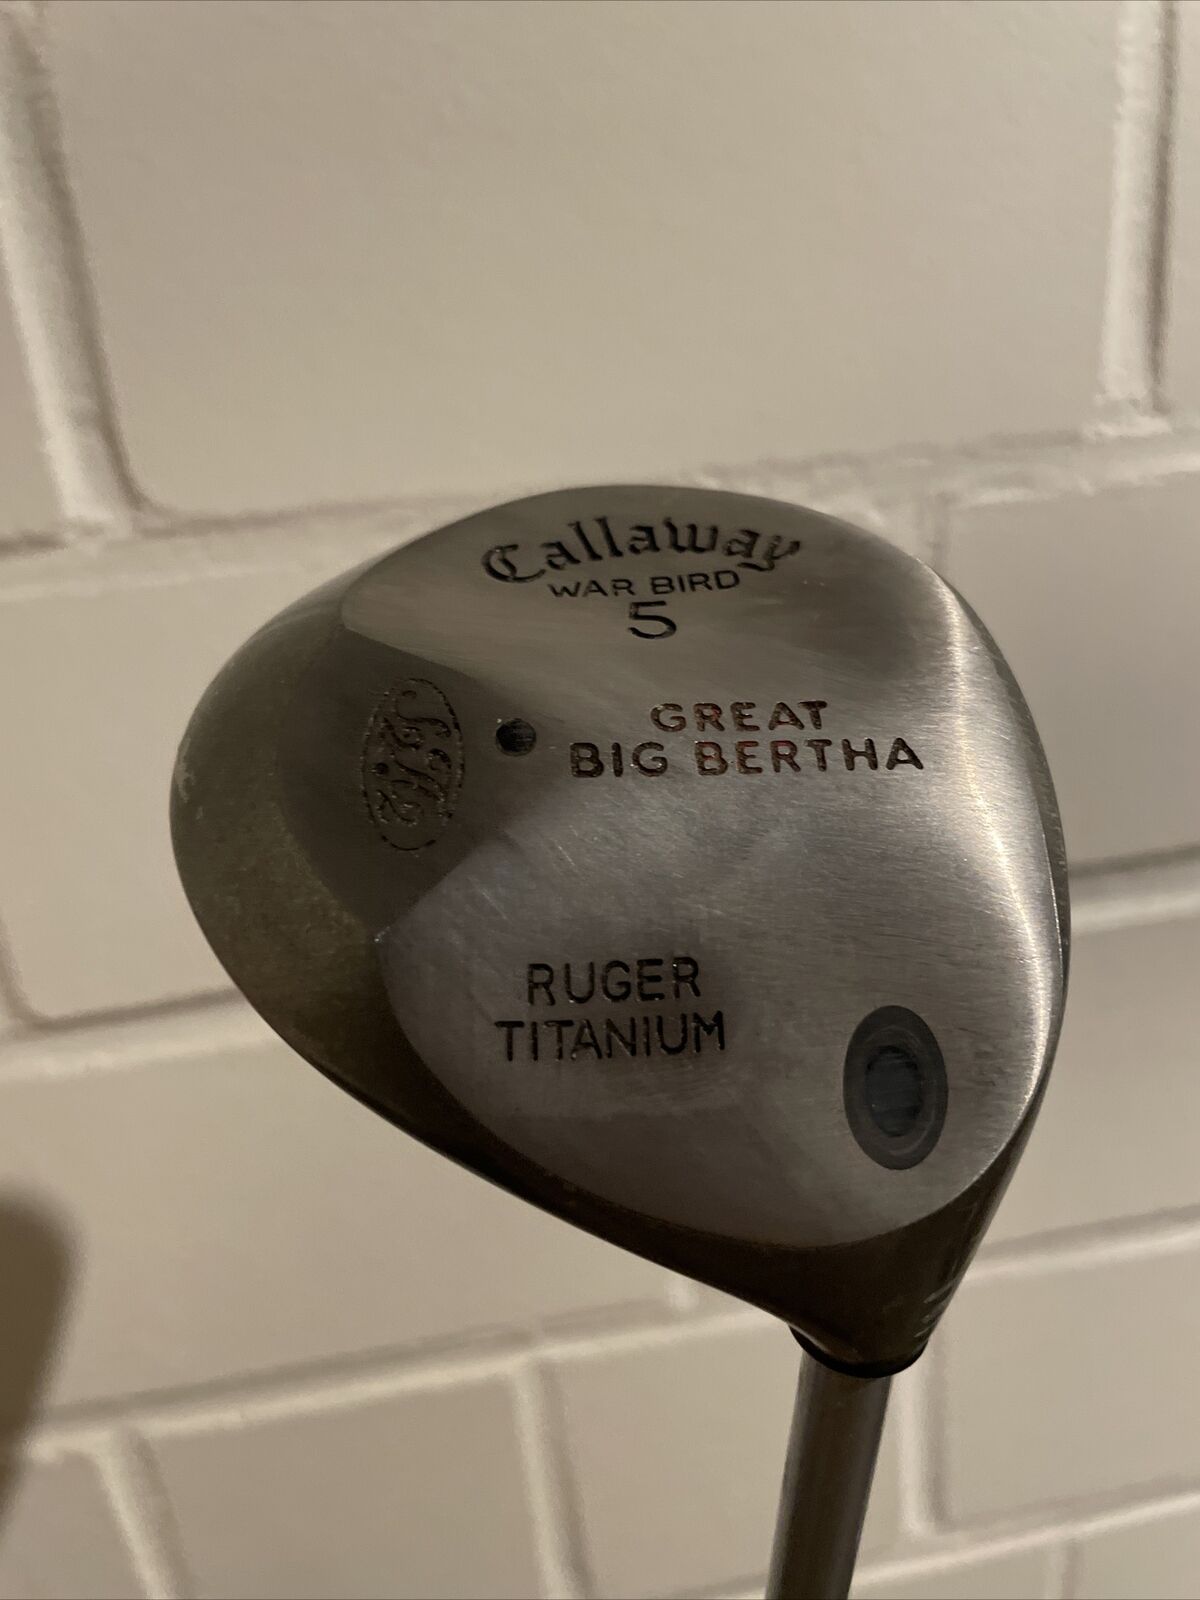 Callaway
WAR BIRD
5
GREAT
BIG BERTHA
RUGER
TITANIUM